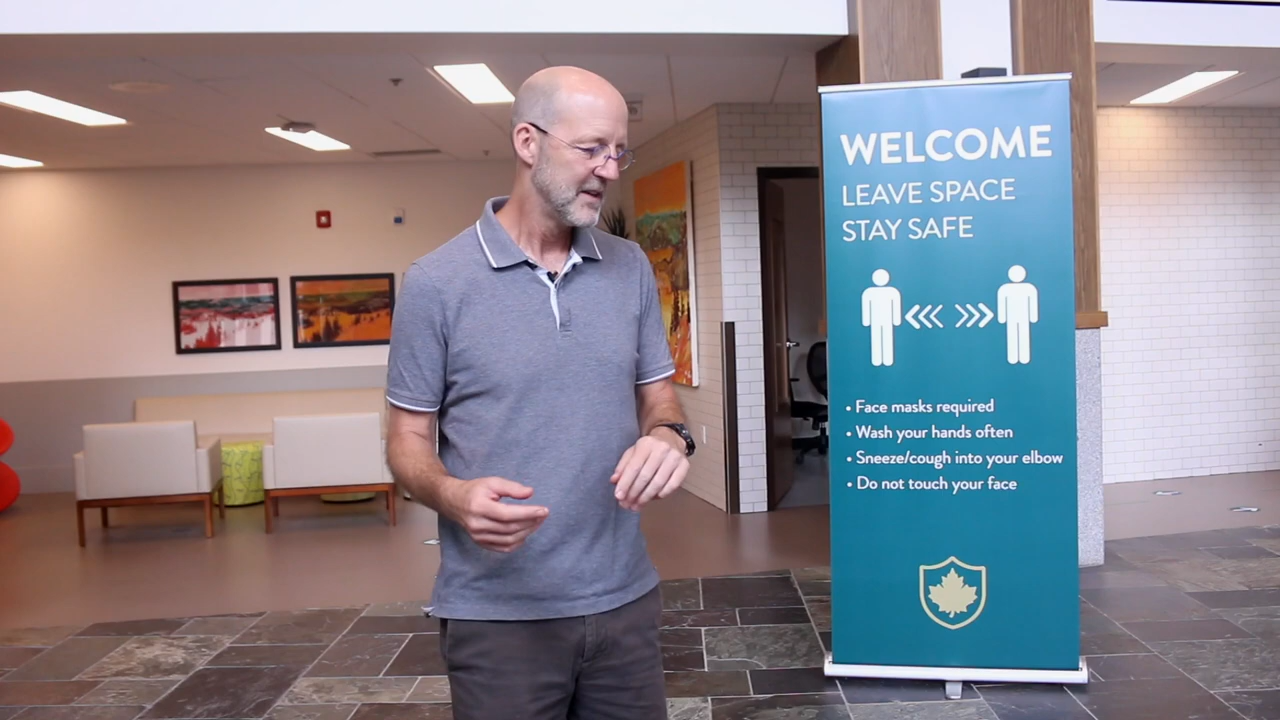 WELCOME
LEAVE SPACE
STAY SAFE
• Face masks required
• Wash your hands often
• Sneeze/cough into your elbow
• Do not touch your face